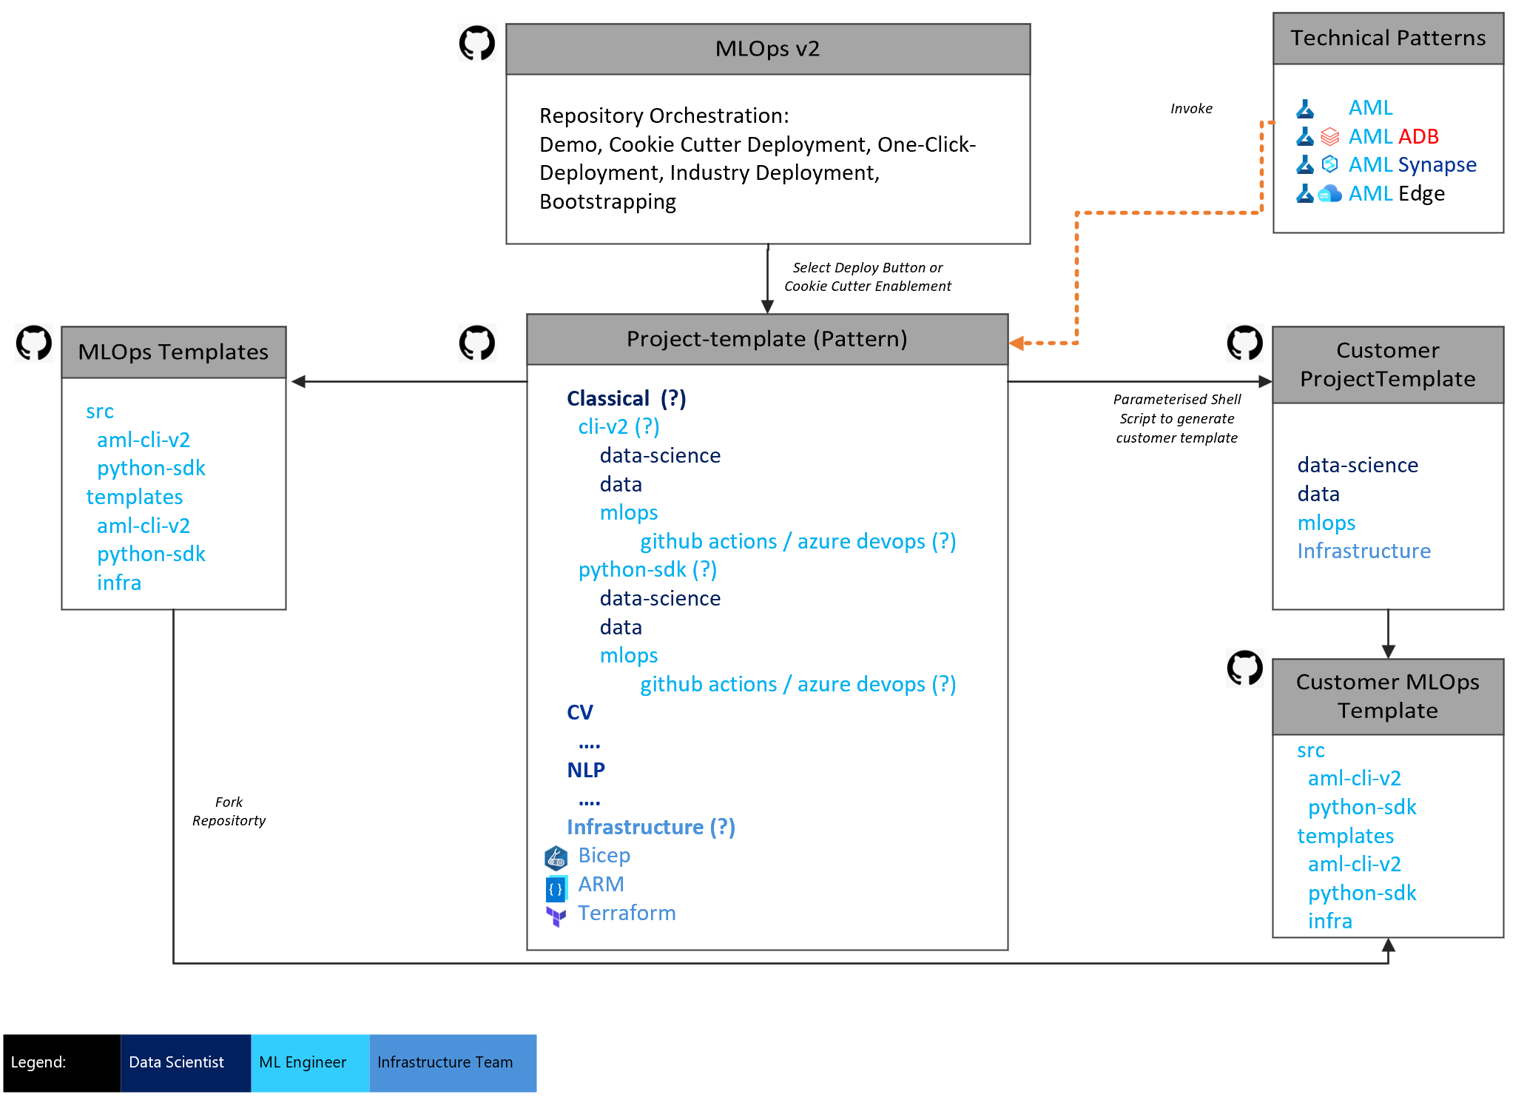 MLOps v2
Repository Orchestration:
Demo, Cookie Cutter Deployment, One-Click-
Deployment, Industry Deployment,
Bootstrapping
Technical Patterns
AML
AML ADB
AML Synapse
AML Edge
Invoke
Select Deploy Button or
Cookie Cutter Enablement
MLOps Templates
src
aml-cli-v2
python-sdk
templates
aml-cli-v2
python-sdk
infra
Project-template (Pattern)
Classical (?)
cli-v2 (?)
data-science
data
mlops
github actions / azure devops (?)
python-sdk (?)
data-science
data
mlops
github actions / azure devops (?)
CV
....
NLP
....
Infrastructure (?)
Bicep
ARM
Terraform
Parameterised Shell
Script to generate
customer template
Customer
ProjectTemplate
data-science
data
mlops
Infrastructure
Customer MLOps
Template
src
aml-cli-v2
python-sdk
templates
aml-cli-v2
python-sdk
infra
Fork
Repositorty
Legend:
Data Scientist
ML Engineer
Infrastructure Team